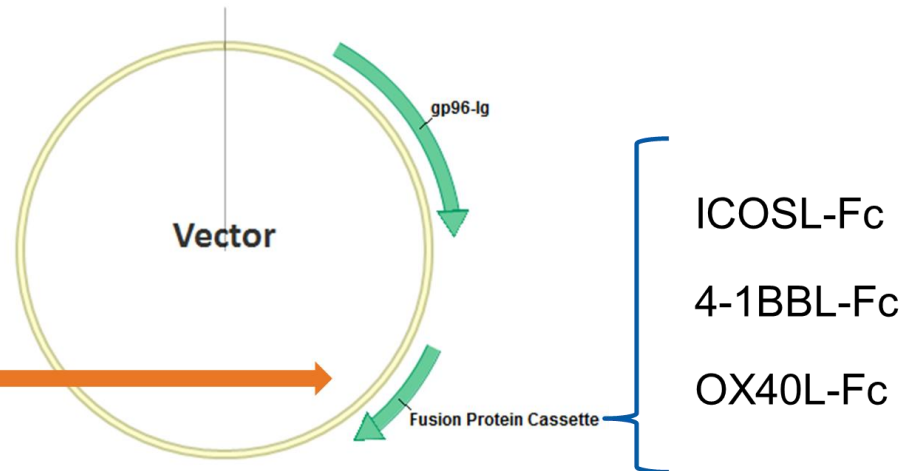 gp96-Ig
Vector
ICOSL-Fc
4-1BBL-Fc
OX40L-Fc
Fusion Protein Cassette